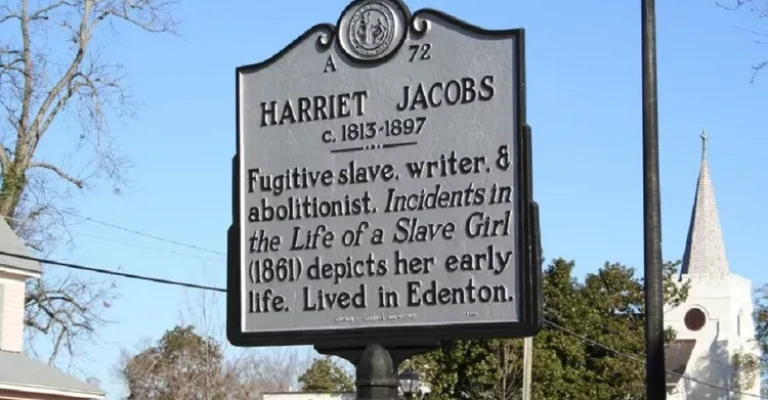 A 72
HARRIET JACOBS
c. 1813-1897
Fugitive slave, writer, &
abolitionist. Incidents in
the Life of a Slave Girl
(1861) depicts her early
life. Lived in Edenton.